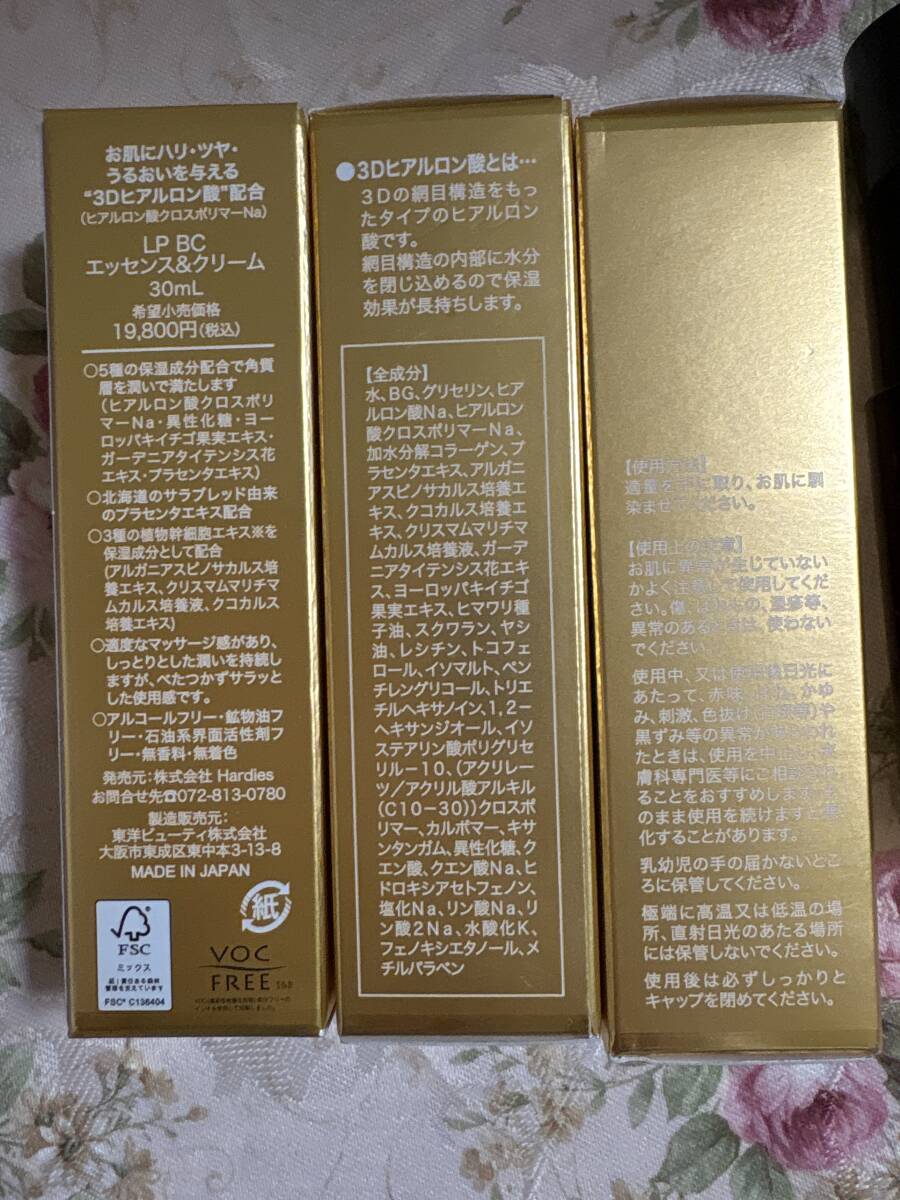 お肌にハリ・ツヤ・
うるおいを与える
“3Dヒアルロン酸”配合
(ヒアルロン酸クロスポリマーNa)
LP BC
エッセンス&クリーム
30mL
希望小売価格
19,800円(税込)
○5種の保湿成分配合で角質
層を潤いで満たします
(ヒアルロン酸クロスポリ
マーNa・異性化糖・ヨー
ロッパキイチゴ果実エキス・
ガーデニアタイテンシス花
エキス・プラセンタエキス)
○北海道のサラブレッド由来
のプラセンタエキス配合
○3種の植物幹細胞エキス※を
保湿成分として配合
(アルガニアスピノサカルス培
養エキス、クリスマムマリチ
ムカルス培養液、クコカルス
培養エキス)
○適度なマッサージ感があり、
しっとりとした潤いを持続し
ますが、べたつかずサラッと
した使用感です。
○アルコールフリー・鉱物油フ
リー・石油系界面活性剤フ
リー・無香料・無着色
発売元:株式会社 Hardies
お問合せ先☎072-813-0780
製造販売元:
東洋ビューティ株式会社
大阪市東成区東中本3-13-8
MADE IN JAPAN
紙
FSC
ミックス
紙|責任ある森林
管理を支えています
FSC® C136404
VOC
FREE
●3Dヒアルロン酸とは…
3Dの網目構造をもっ
たタイプのヒアルロン
酸です。
網目構造の内部に水分
を閉じ込めるので保湿
効果が長持ちします。
【全成分】
水、BG、グリセリン、ヒア
ルロン酸Na、ヒアルロン
酸クロスポリマーNa、
加水分解コラーゲン、プ
ラセンタエキス、アルガニ
アスピノサカルス培養エ
キス、クコカルス培養エ
キス、クリスマムマリチ
ムカルス培養液、ガーデ
ニアタイテンシス花エキ
ス、ヨーロッパキイチゴ
果実エキス、ヒマワリ種
子油、スクワラン、ヤシ
油、レシチン、トコフェ
ロール、イソマルト、ペン
チレングリコール、トリエ
チルヘキサノイン、1,2-
ヘキサンジオール、イソ
ステアリン酸ポリグリセ
リル-10、(アクリレー
ツ/アクリル酸アルキル
(C10-30))クロスポ
リマー、カルボマー、キサ
ンタンガム、異性化糖、ク
エン酸、クエン酸Na、ヒ
ドロキシアセトフェノン、
塩化Na、リン酸Na、リン
酸2Na、水酸化K、
フェノキシエタノール、メ
チルパラベン
【使用方法】
適量を手に取り、お肌に馴
染ませてください。
【使用上の注意】
お肌に異常が生じていない
かよく注意して使用してくだ
さい。傷、はれもの、湿疹等、
異常のあるときは、使わない
でください。
使用中、又は使用後日光に
あたって、赤味、はれ、かゆ
み、刺激、色抜け(白斑等)や
黒ずみ等の異常が現われ
たときは、使用を中止し、皮
膚科専門医等にご相談され
ることをおすすめします。そ
のまま使用を続けますと悪
化することがあります。
乳幼児の手の届かないとこ
ろに保管してください。
極端に高温又は低温の場
所、直射日光のあたる場所
には保管しないでください。
使用後は必ずしっかりと
キャップを閉めてください。